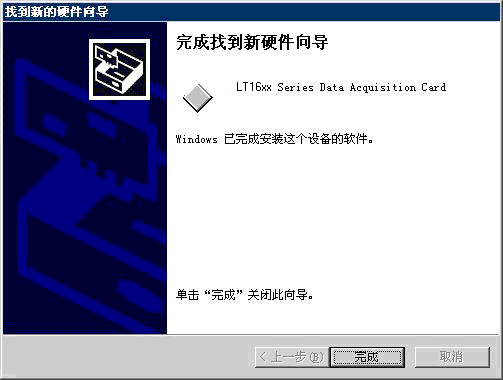 找到新的硬件向导
完成找到新硬件向导
LT16xx Series Data Acquisition Card
Windows 已完成安装这个设备的软件。
单击“完成”关闭此向导。
< 上一步(B)
完成
取消